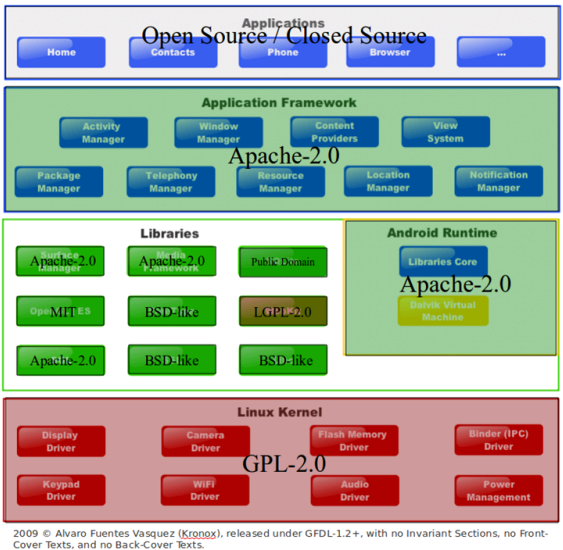 Applications
Open Source / Closed Source
Home
Contacts
Phone
Browser
...
Application Framework
Activity
Manager
Window
Manager
Content
Providers
View
System
Apache-2.0
Package
Manager
Telephony
Manager
Resource
Manager
Location
Manager
Notification
Manager
Libraries
Surface
Manager
Apache-2.0
Media
Framework
Apache-2.0
Public Domain
MIT
BSD-like
LGPL-2.0
Apache-2.0
BSD-like
BSD-like
Android Runtime
Libraries Core
Apache-2.0
Dalvik Virtual
Machine
Linux Kernel
Display
Driver
Camera
Driver
Flash Memory
Driver
Binder (IPC)
Driver
GPL-2.0
Keypad
Driver
WiFi
Driver
Audio
Driver
Power
Management
2009 © Alvaro Fuentes Vasquez (Kronox), released under GFDL-1.2+, with no Invariant Sections, no Front-
Cover Texts, and no Back-Cover Texts.